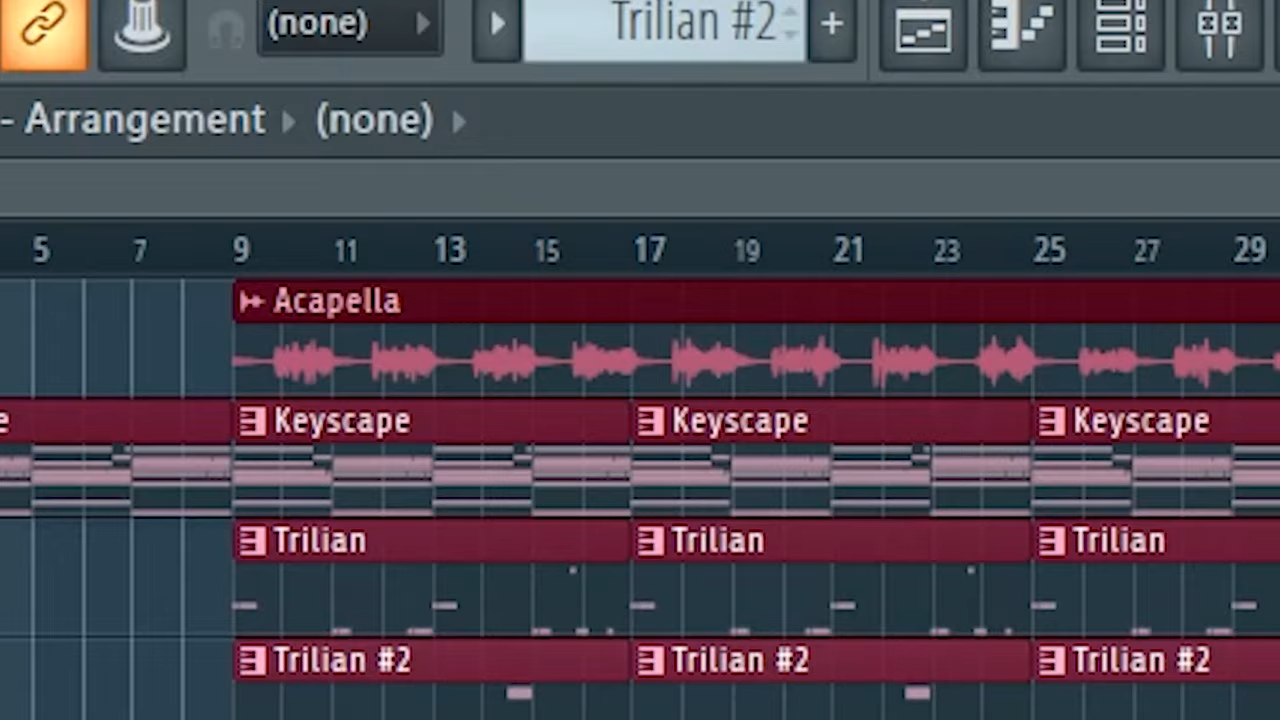 (none) Trilian #2 +
- Arrangement (none)
5 7 9 11 13 15 17 19 21 23 25 27 29
Acapella
Keyscape Keyscape Keyscape
Trilian Trilian Trilian
Trilian #2 Trilian #2 Trilian #2